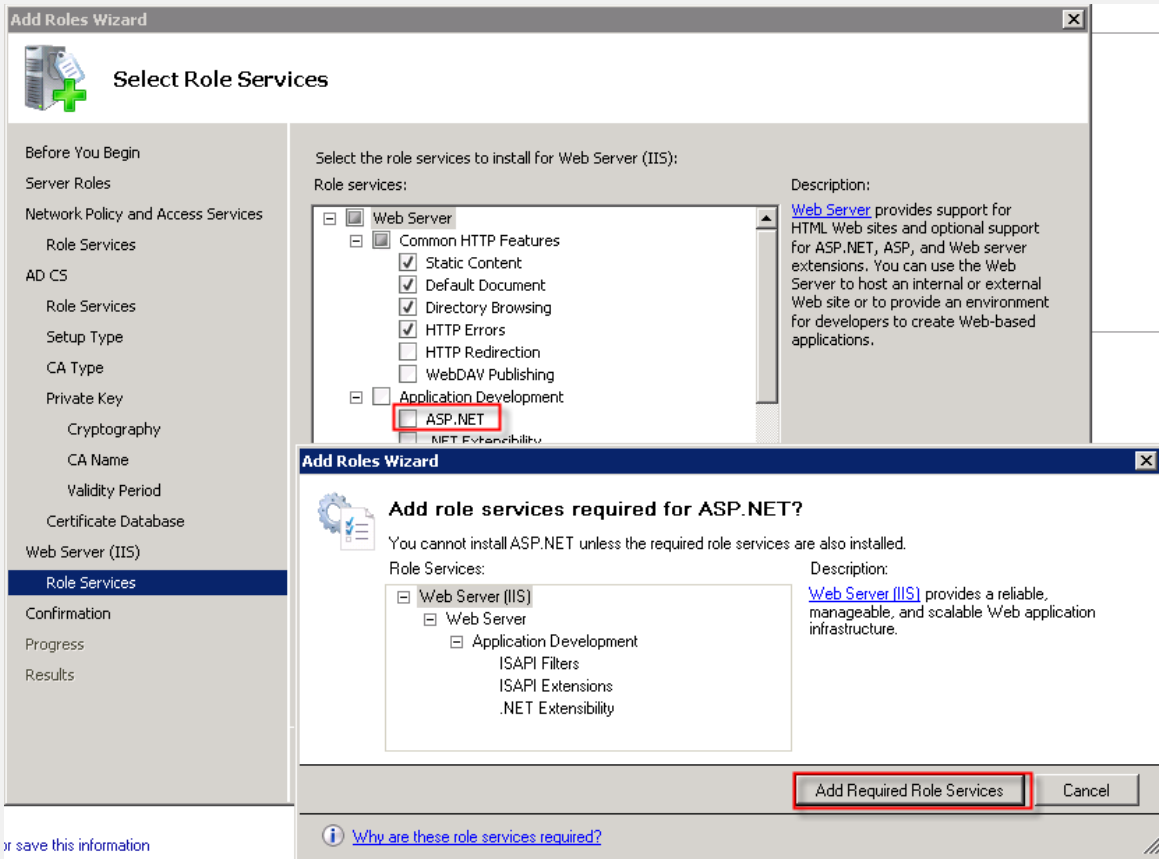 Add Roles Wizard
Select Role Services
Before You Begin
Server Roles
Network Policy and Access Services
Role Services
AD CS
Role Services
Setup Type
CA Type
Private Key
Cryptography
CA Name
Validity Period
Certificate Database
Web Server (IIS)
Role Services
Confirmation
Progress
Results
Select the role services to install for Web Server (IIS):
Role services:
Web Server
Common HTTP Features
Static Content
Default Document
Directory Browsing
HTTP Errors
HTTP Redirection
WebDAV Publishing
Application Development
ASP.NET
.NET Extensibility
Description:
Web Server provides support for
HTML Web sites and optional support
for ASP.NET, ASP, and Web server
extensions. You can use the Web
Server to host an internal or external
Web site or to provide an environment
for developers to create Web-based
applications.
Add Roles Wizard
Add role services required for ASP.NET?
You cannot install ASP.NET unless the required role services are also installed.
Role Services:
Web Server (IIS)
Web Server
Application Development
ISAPI Filters
ISAPI Extensions
.NET Extensibility
Description:
Web Server (IIS) provides a reliable,
manageable, and scalable Web application
infrastructure.
Add Required Role Services
Cancel
Why are these role services required?
or save this information